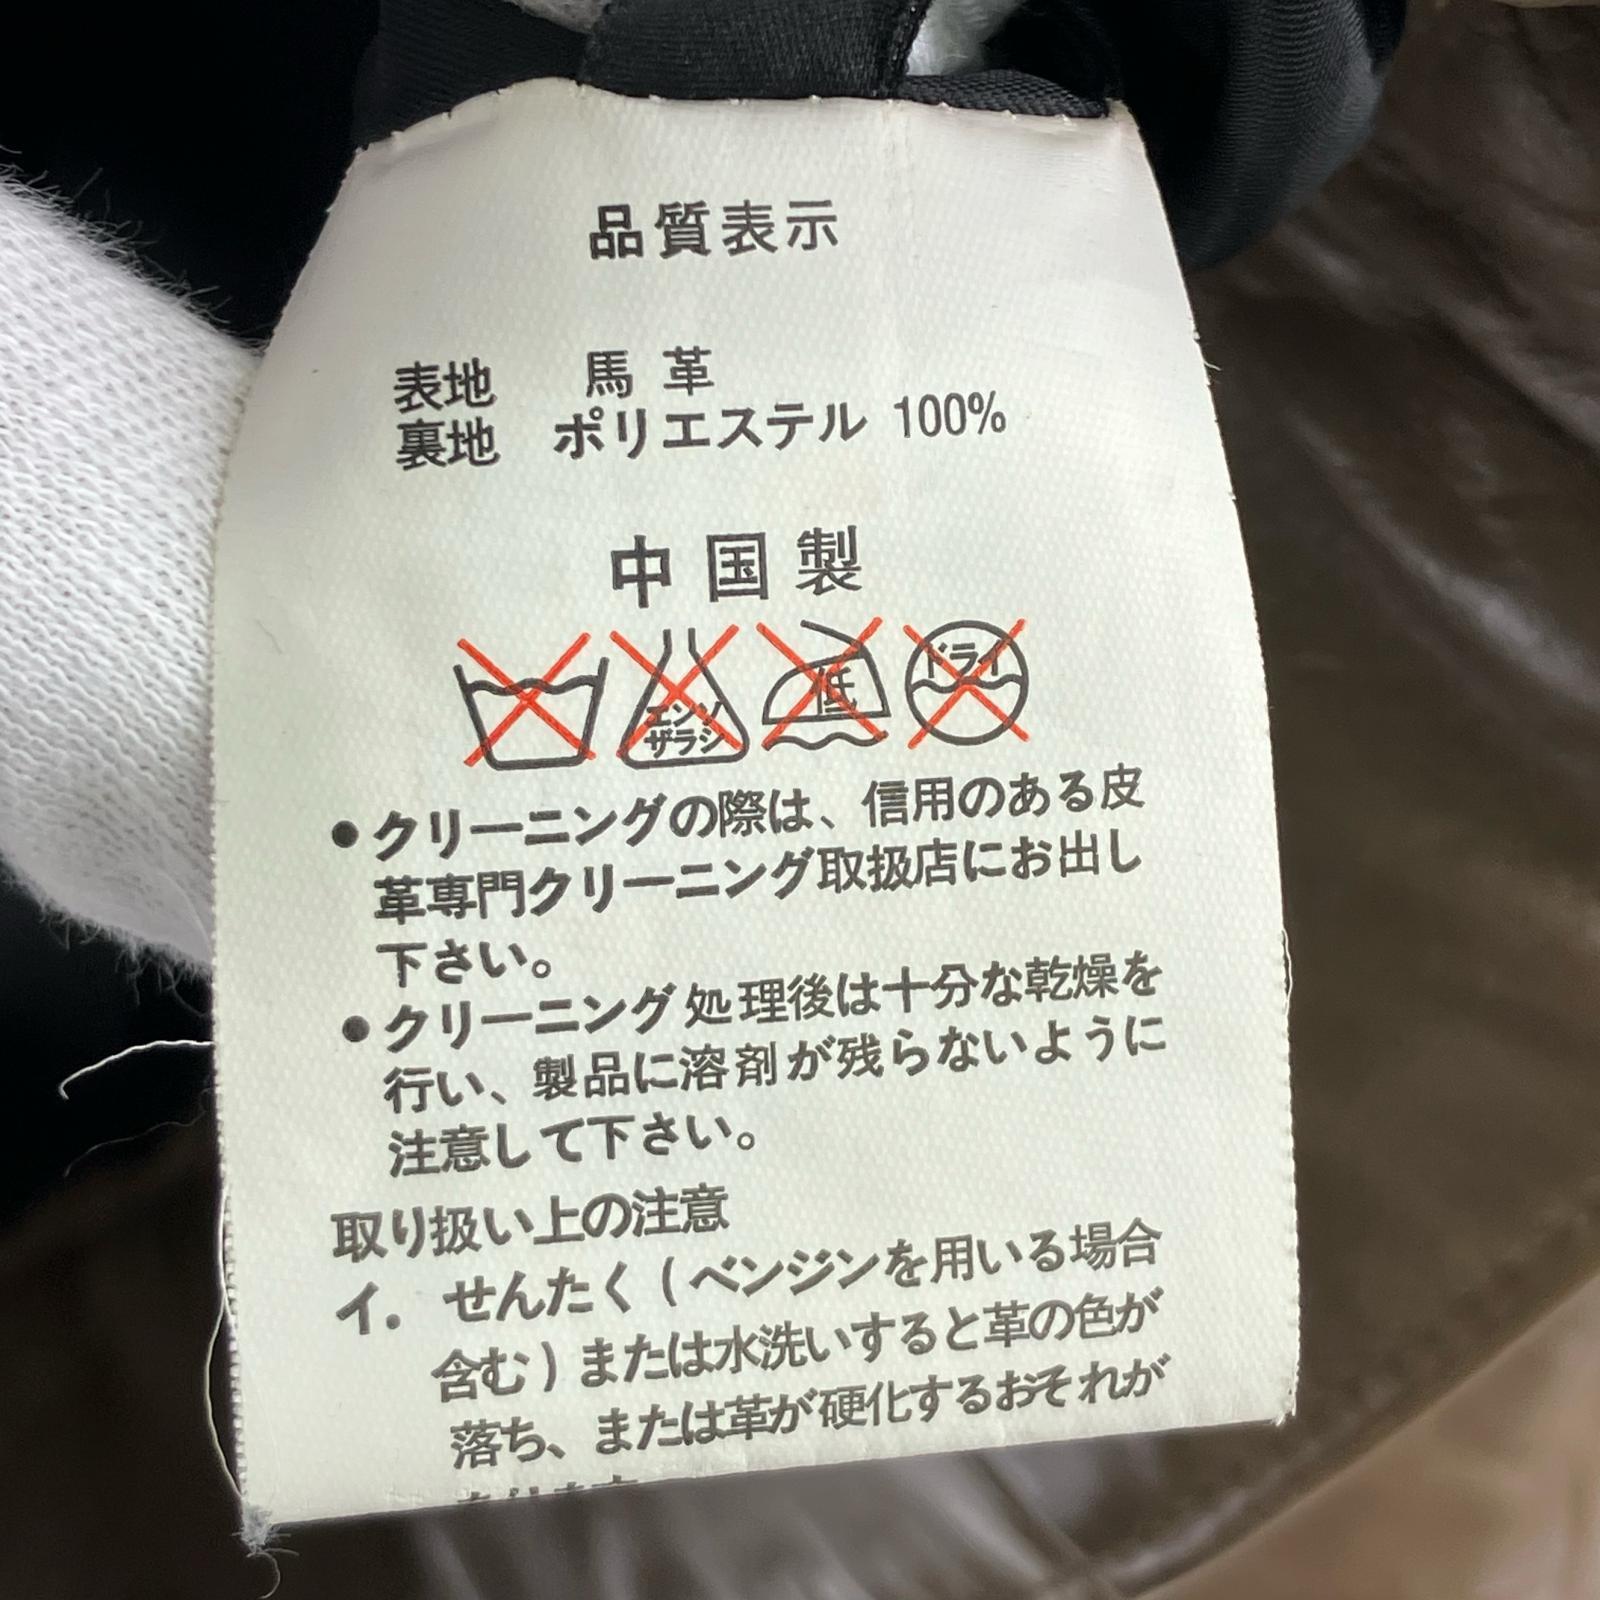 品質表示
表地 馬革
裏地 ポリエステル 100%
中国製
エンソ
ザラシ
低
ドライ
●クリーニングの際は、信用のある皮
革専門クリーニング取扱店にお出し
下さい。
●クリーニング処理後は十分な乾燥を
行い、製品に溶剤が残らないように
注意して下さい。
取り扱い上の注意
イ. せんたく(ベンジンを用いる場合
含む)または水洗いすると革の色が
落ち、または革が硬化するおそれが